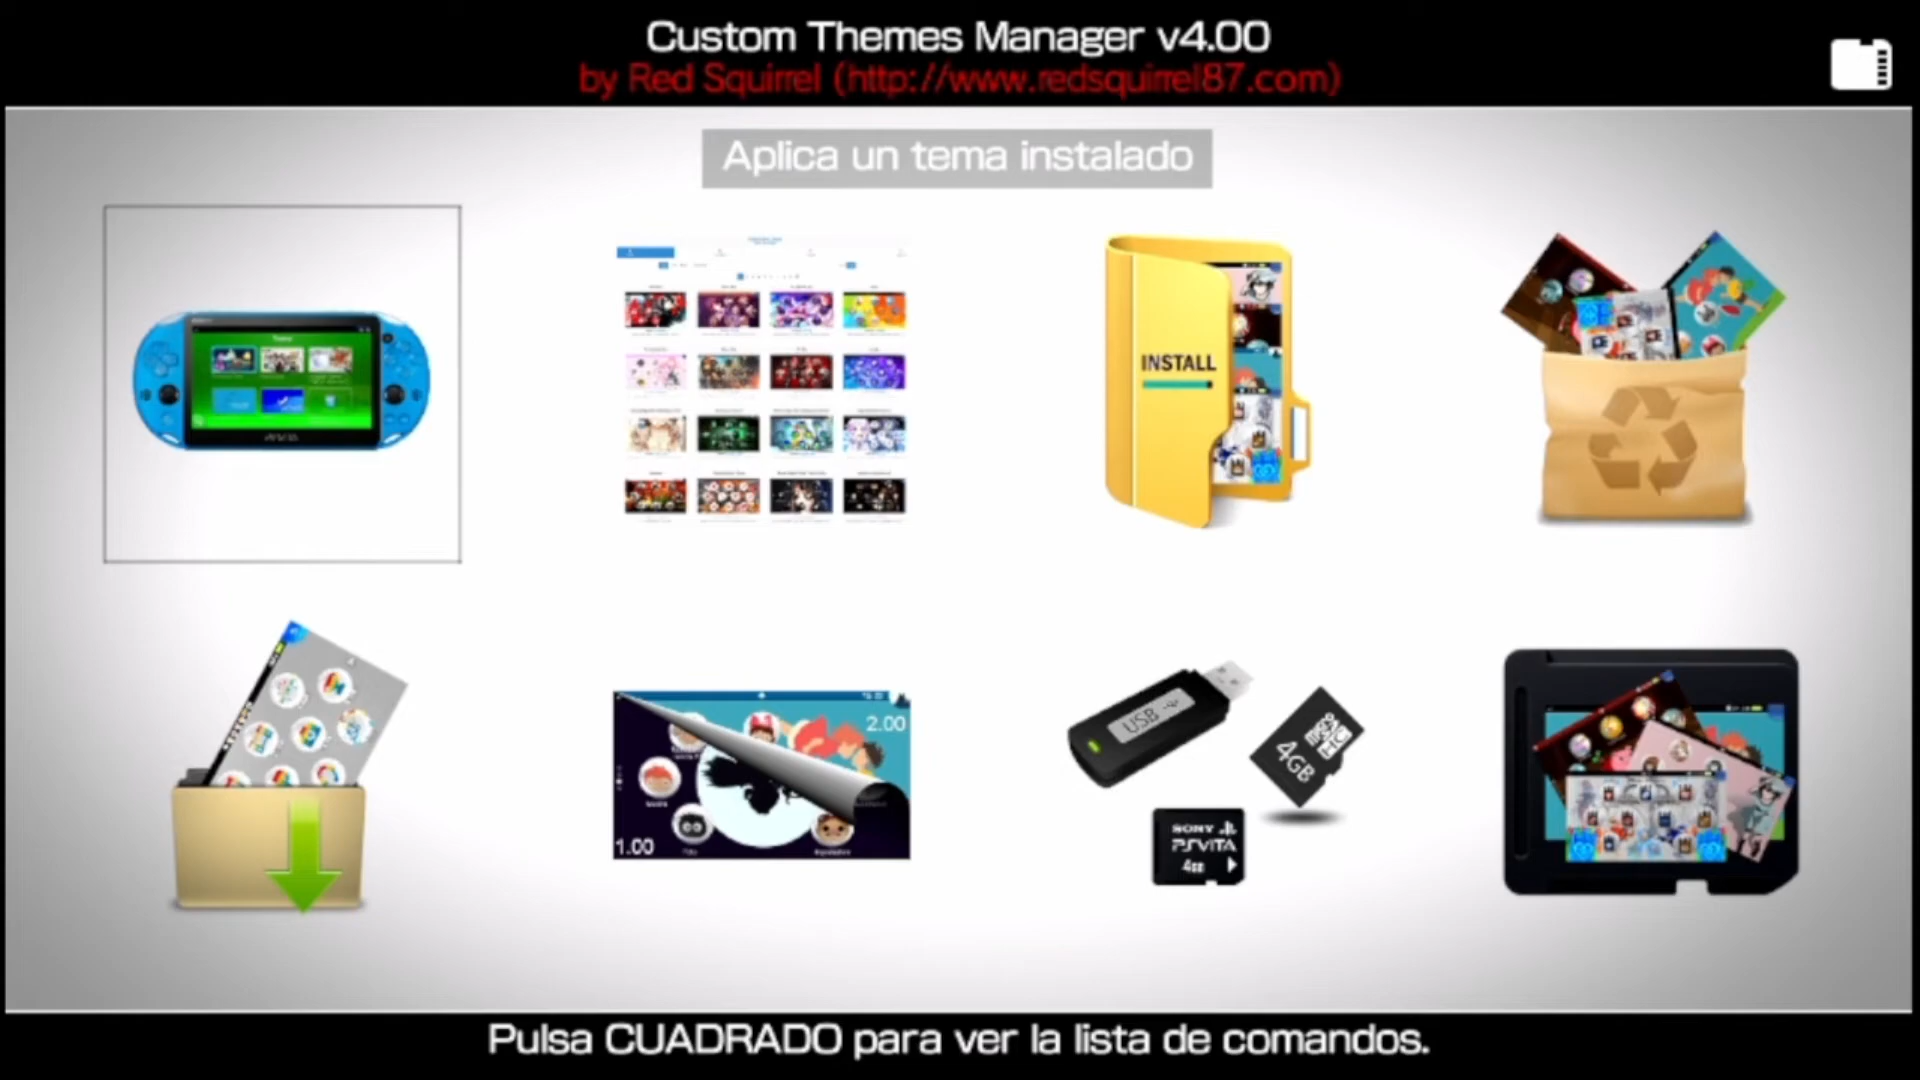 Custom Themes Manager v4.00
by Red Squirrel (http://www.redsquirrel87.com)
Aplica un tema instalado
INSTALL
2.00
1.00
USB
4GB
SONY
PSVITA
4GB
Pulsa CUADRADO para ver la lista de comandos.